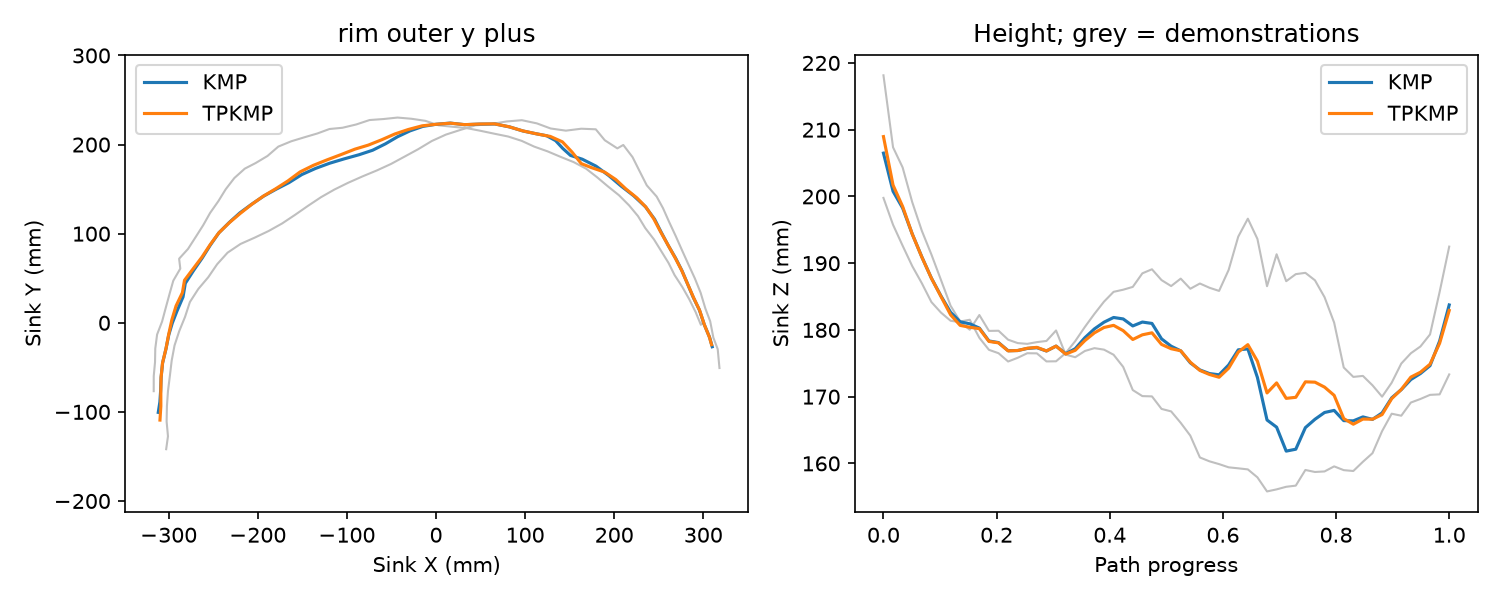 rim outer y plus
KMP
TPKMP
300
200
100
0
−100
−200
Sink Y (mm)
−300 −200 −100 0 100 200 300
Sink X (mm)
Height; grey = demonstrations
KMP
TPKMP
220
210
200
190
180
170
160
Sink Z (mm)
0.0 0.2 0.4 0.6 0.8 1.0
Path progress